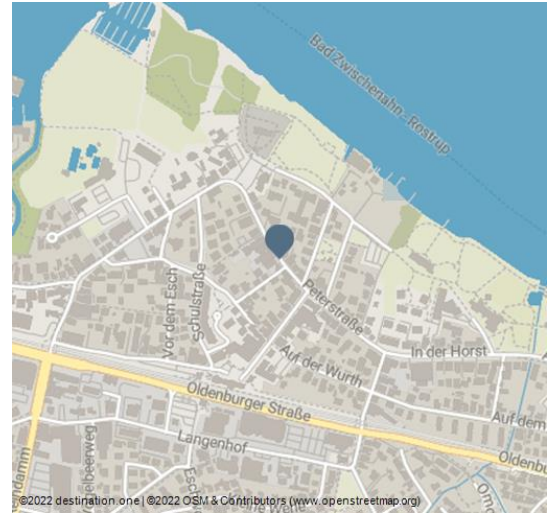 Bad Zwischenahn - Rostrup
Vor dem Esch
Schulstraße
Peterstraße
In der Horst
Auf der Wurth
Oldenburger Straße
Auf dem
Langenhof
Oldenbu
©2022 destination.one | ©2022 OSM & Contributors (www.openstreetmap.org)